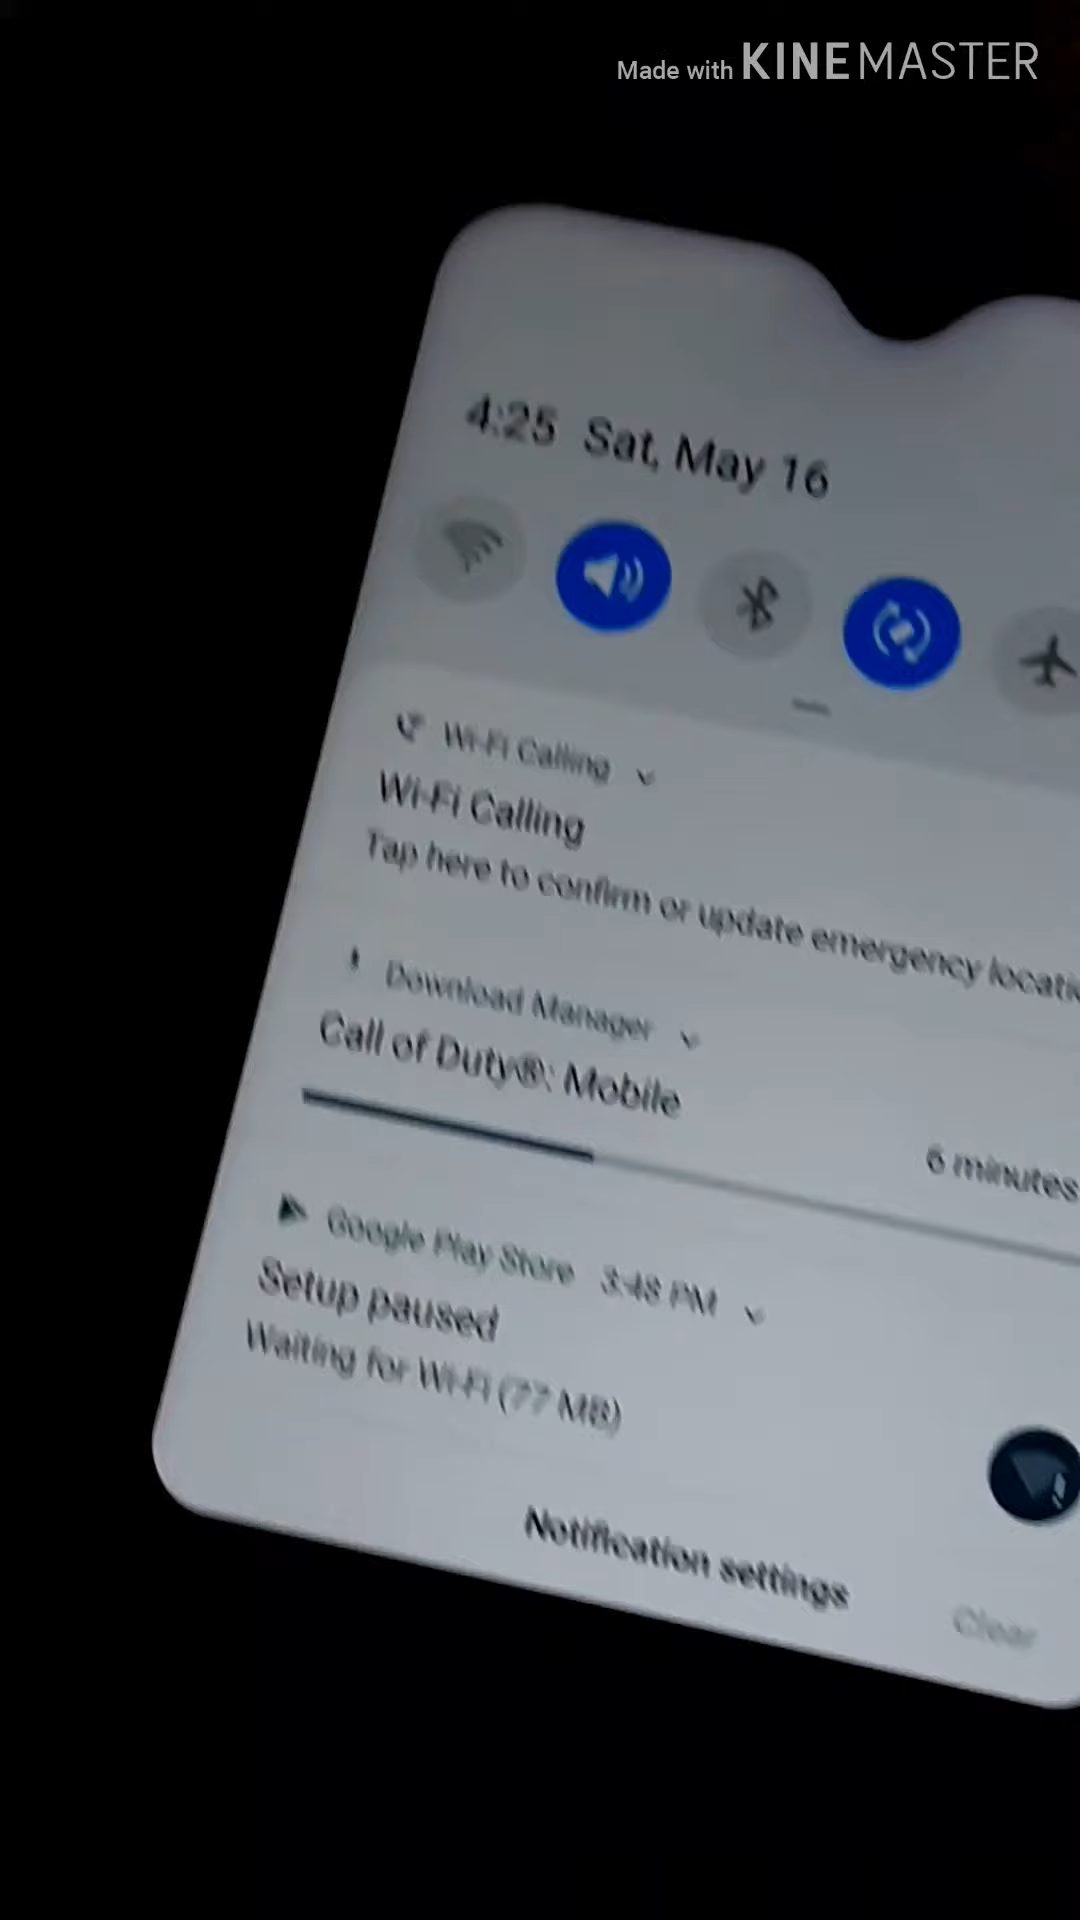 Made with KINEMASTER
4:25 Sat, May 16
Wi-Fi Calling
Wi-Fi Calling
Tap here to confirm or update emergency locati
Download Manager
Call of Duty®: Mobile
6 minutes
Google Play Store 3:48 PM
Setup paused
Waiting for Wi-Fi (77 MB)
Notification settings
Clear